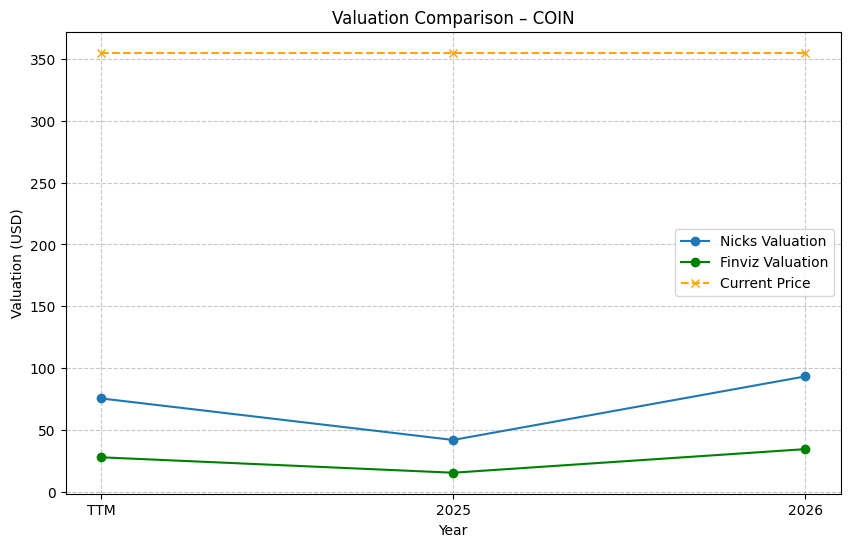 Valuation Comparison – COIN
Valuation (USD)
350
300
250
200
150
100
50
0
Nicks Valuation
Finviz Valuation
Current Price
TTM
2025
2026
Year